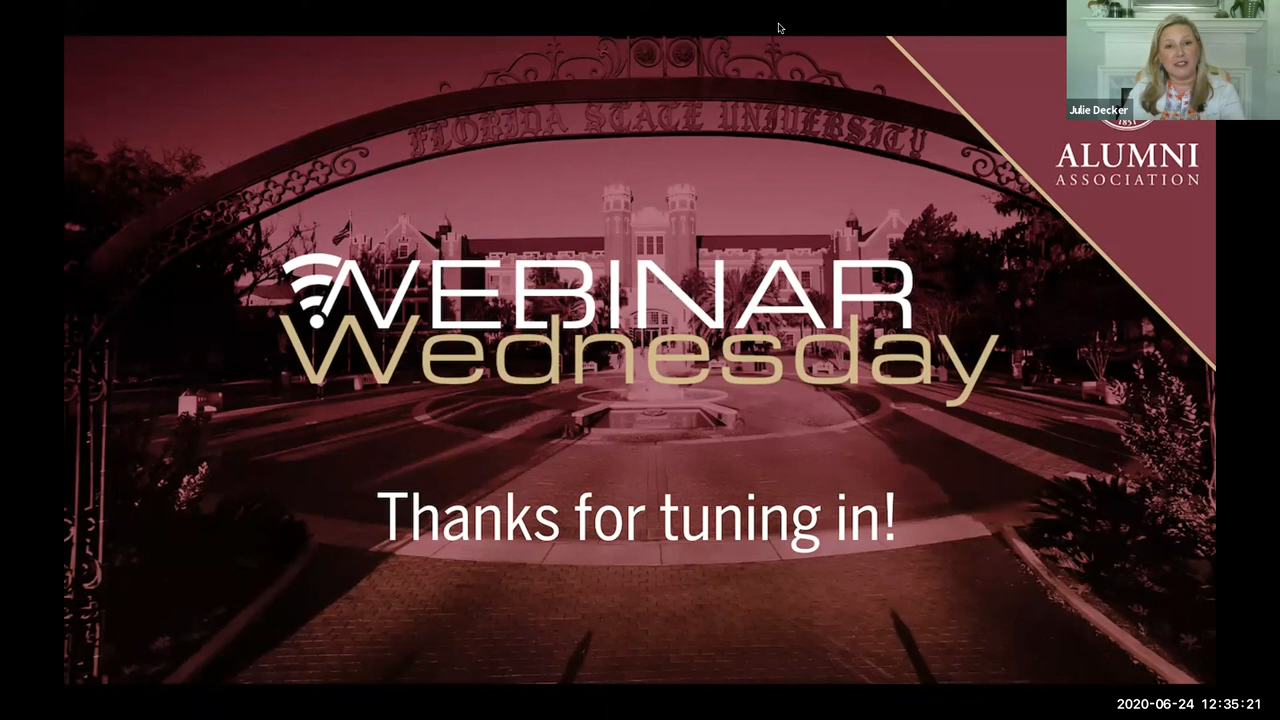 Julie Decker
FLORIDA STATE UNIVERSITY
1851
ALUMNI
ASSOCIATION
WEBINAR
Wednesday
Thanks for tuning in!
2020-06-24 12:35:21